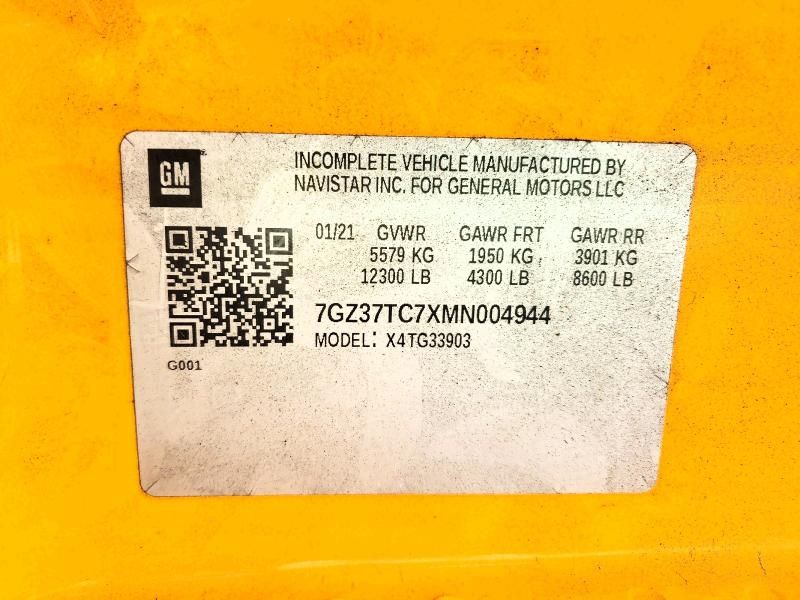 GM
INCOMPLETE VEHICLE MANUFACTURED BY
NAVISTAR INC. FOR GENERAL MOTORS LLC
01/21 GVWR GAWR FRT GAWR RR
5579 KG 1950 KG 3901 KG
12300 LB 4300 LB 8600 LB
7GZ37TC7XMN004944
MODEL: X4TG33903
G001